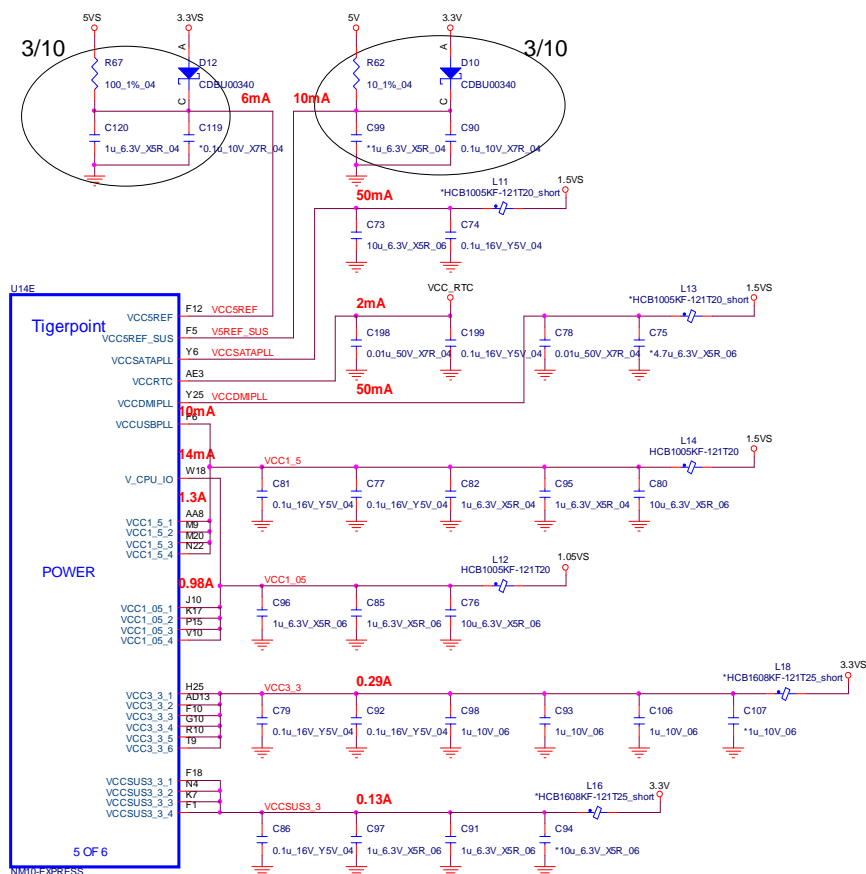 5VS
3.3VS
5V
3.3V
3/10
3/10
A
A
R67
D12
R62
D10
100_1%_04
CDBU00340
10_1%_04
CDBU00340
C
C
6mA
10mA
C120
C119
C99
C90
1u_6.3V_X5R_04
*0.1u_10V_X7R_04
*1u_6.3V_X5R_04
0.1u_10V_X7R_04
L11
1.5VS
*HCB1005KF-121T20_short
50mA
C73
C74
10u_6.3V_X5R_06
0.1u_16V_Y5V_04
U14E
Tigerpoint
VCC_RTC
L13
1.5VS
*HCB1005KF-121T20_short
2mA
VCC5REF
F12
VCC5REF
VCC5REF_SUS
F5
V5REF_SUS
VCCSATAPLL
Y6
VCCSATAPLL
VCCRTC
AE3
VCCDMIPLL
Y25
VCCDMIPLL
VCCUSBPLL
F6
C198
C199
C78
C75
0.01u_50V_X7R_04
0.1u_16V_Y5V_04
0.01u_50V_X7R_04
*4.7u_6.3V_X5R_06
50mA
10mA
L14
1.5VS
HCB1005KF-121T20
14mA
VCC1_5
V_CPU_IO
W18
C81
C77
C82
C95
C80
0.1u_16V_Y5V_04
0.1u_16V_Y5V_04
1u_6.3V_X5R_04
1u_6.3V_X5R_04
10u_6.3V_X5R_06
1.3A
VCC1_5_1
AA8
VCC1_5_2
M9
VCC1_5_3
M20
VCC1_5_4
N22
POWER
L12
1.05VS
HCB1005KF-121T20
0.98A
VCC1_05
VCC1_05_1
J10
VCC1_05_2
K17
VCC1_05_3
P15
VCC1_05_4
V10
C96
C85
C76
1u_6.3V_X5R_06
1u_6.3V_X5R_06
10u_6.3V_X5R_06
L18
3.3VS
*HCB1608KF-121T25_short
0.29A
VCC3_3
VCC3_3_1
H25
VCC3_3_2
AD13
VCC3_3_3
F10
VCC3_3_4
G10
VCC3_3_5
R10
VCC3_3_6
T9
C79
C92
C98
C93
C106
C107
0.1u_16V_Y5V_04
0.1u_16V_Y5V_04
1u_10V_06
1u_10V_06
1u_10V_06
*1u_10V_06
L16
3.3V
*HCB1608KF-121T25_short
0.13A
VCCSUS3_3
VCCSUS3_3_1
F18
VCCSUS3_3_2
N4
VCCSUS3_3_3
K7
VCCSUS3_3_4
F1
C86
C97
C91
C94
0.1u_16V_Y5V_04
1u_6.3V_X5R_06
1u_6.3V_X5R_06
*10u_6.3V_X5R_06
5 OF 6
NM10-EXPRESS